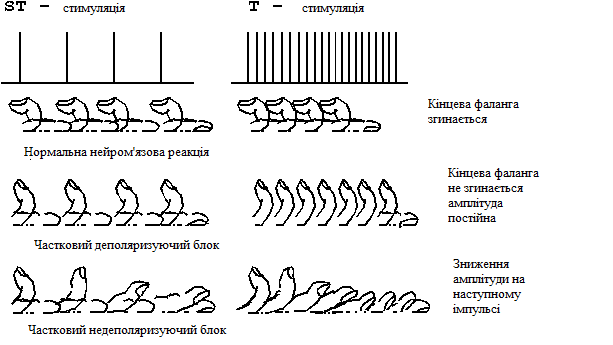 ST – стимуляція
T – стимуляція
Кінцева фаланга
згинається
Нормальна нейром'язова реакція
Кінцева фаланга
не згинається
амплітуда
постійна
Частковий деполяризуючий блок
Зниження
амплітуди на
наступному
імпульсі
Частковий недеполяризуючий блок